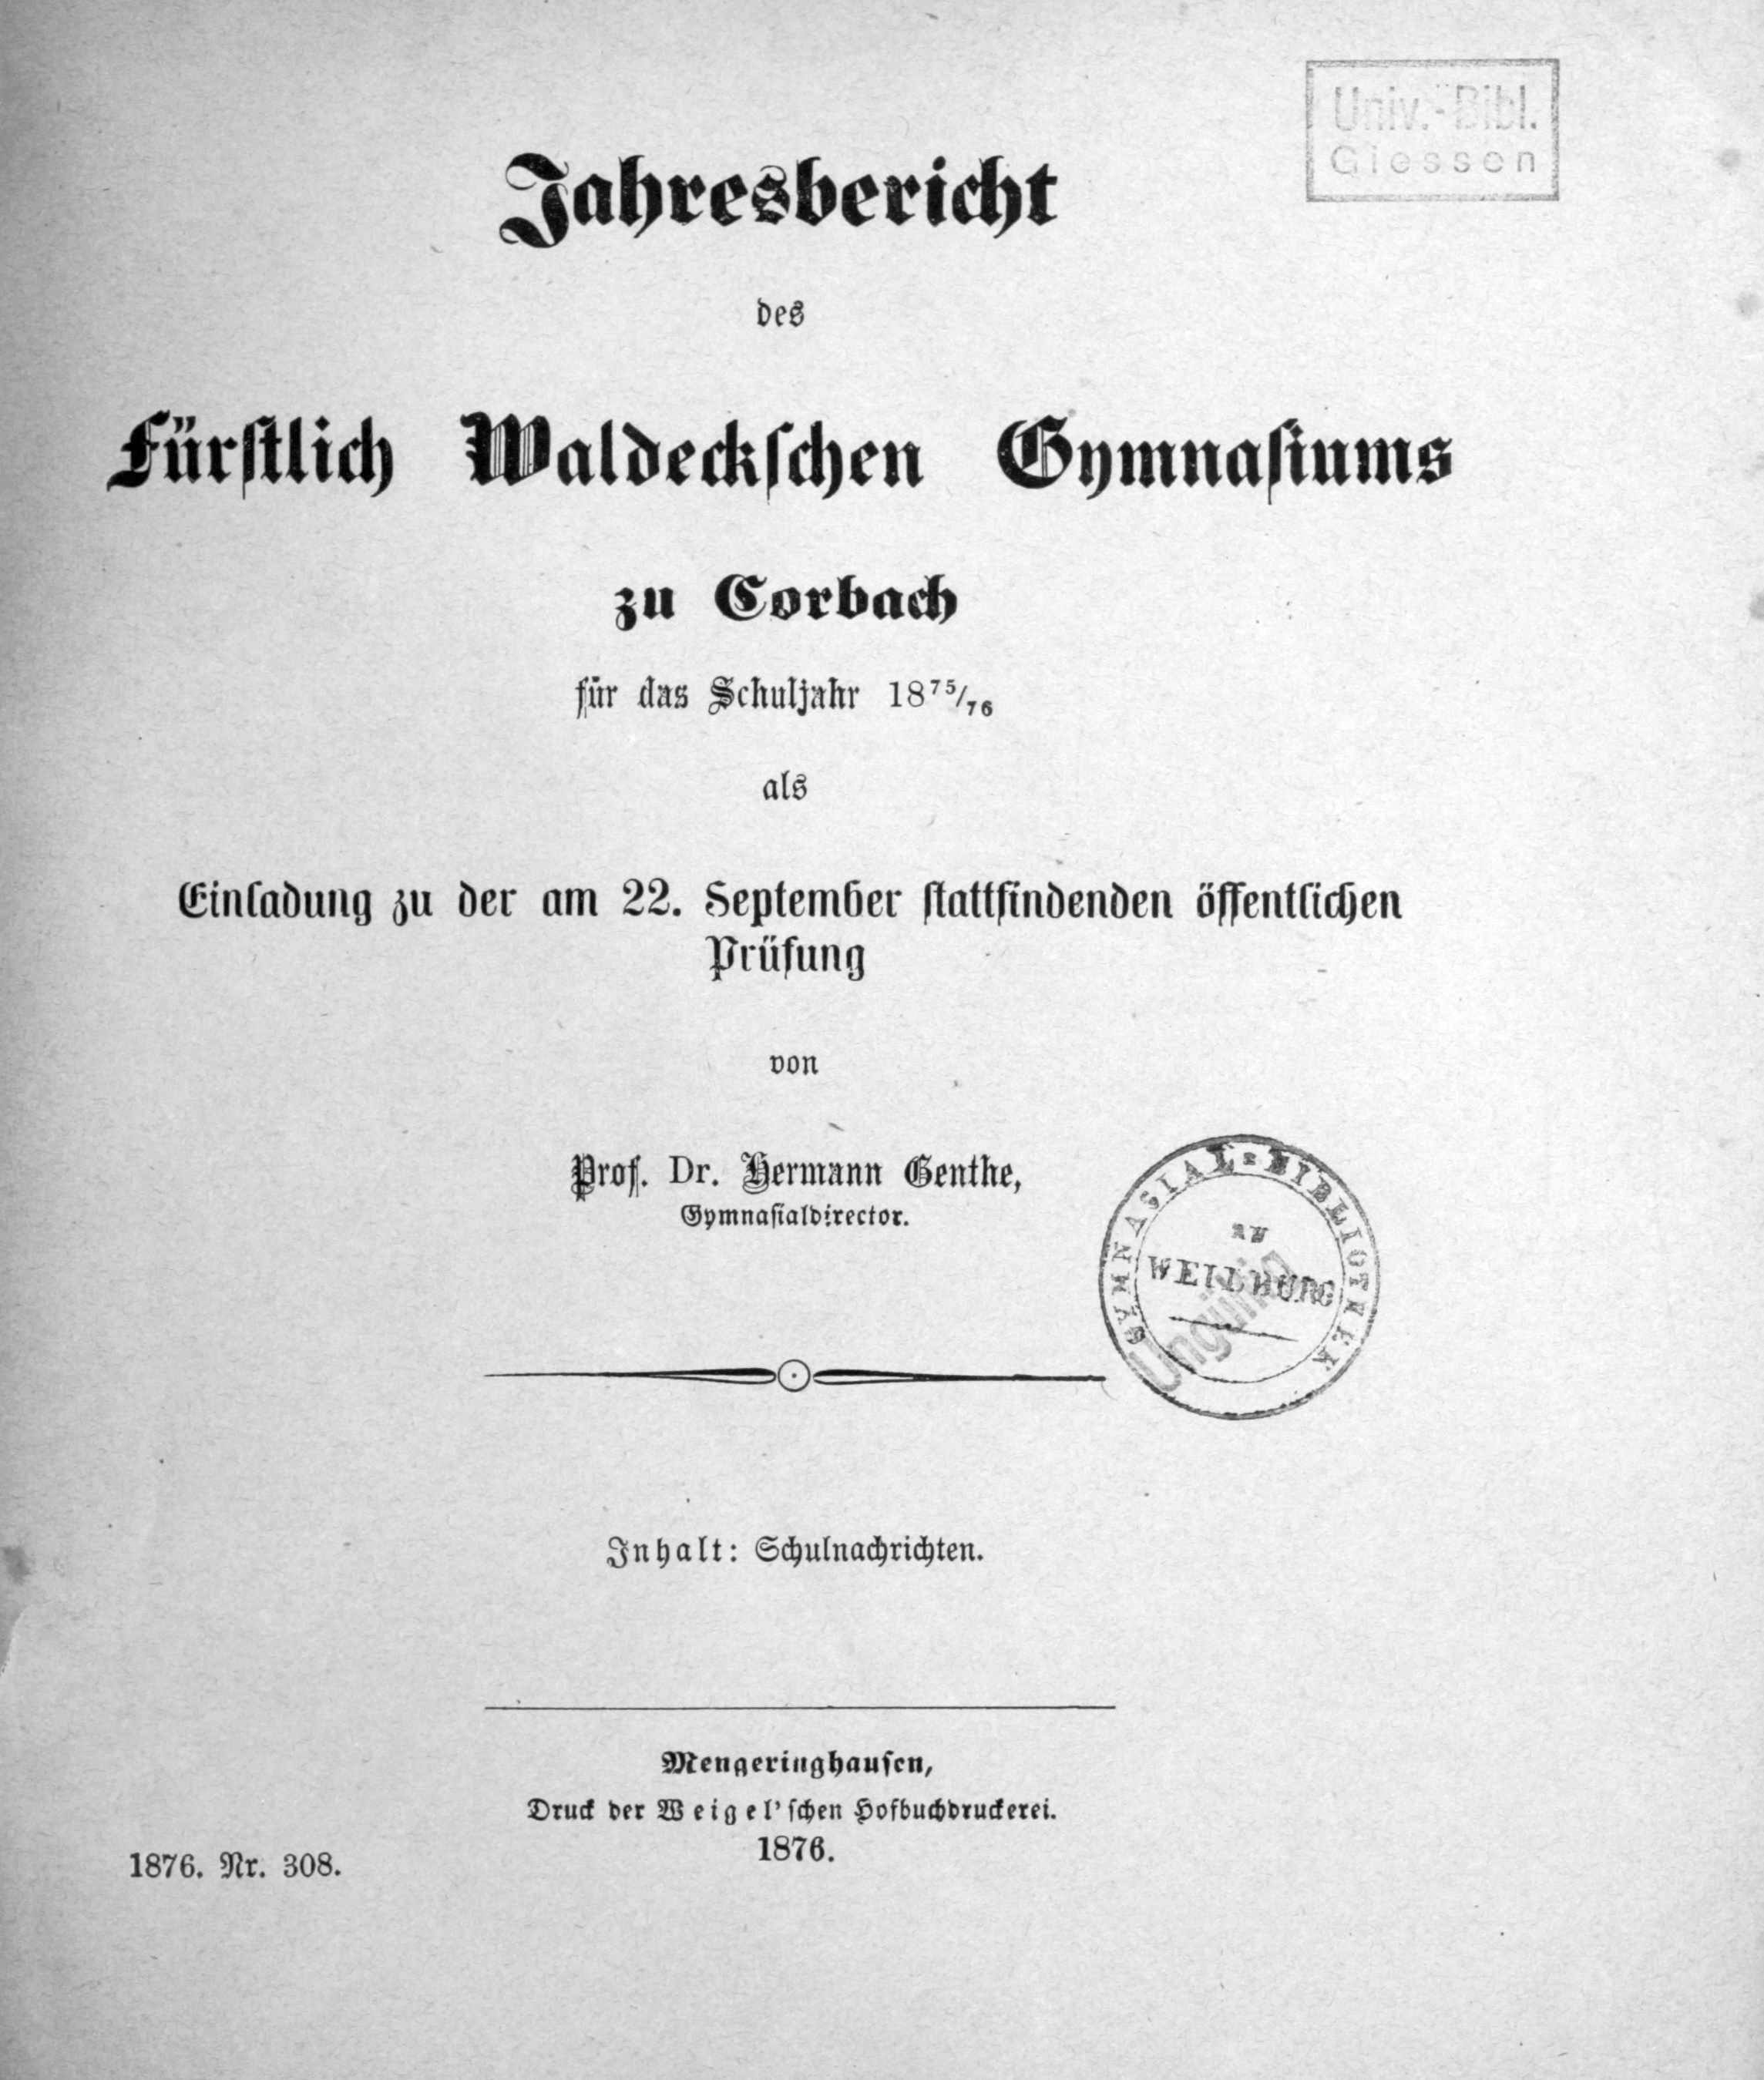 Univ.-Bibl.
Giessen
Jahresbericht
des
Fürstlich Waldeckschen Gymnasiums
zu Corbach
für das Schuljahr 18⁷⁵/₇₆
als
Einladung zu der am 22. September stattfindenden öffentlichen
Prüfung
von
Prof. Dr. Hermann Genthe,
Gymnasialdirector.
GYMNASIAL-BIBLIOTHEK
ZU
WEILBURG
Ungültig
Inhalt: Schulnachrichten.
Mengeringhausen,
Druck der Weigel'schen Hofbuchdruckerei.
1876.
1876. Nr. 308.